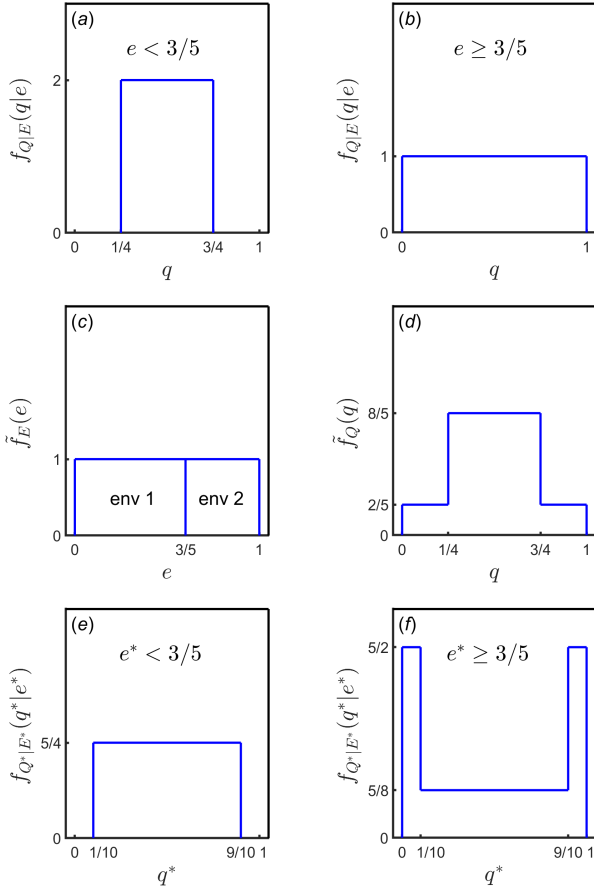 (a)
e < 3/5
f_{Q|E}(q|e)
2
0
0 1/4 3/4 1
q
(b)
e ≥ 3/5
f_{Q|E}(q|e)
1
0
0 1
q
(c)
f̃_E(e)
1
0
env 1 env 2
0 3/5 1
e
(d)
f̃_Q(q)
8/5
2/5
0
0 1/4 3/4 1
q
(e)
e* < 3/5
f_{Q*|E*}(q*|e*)
5/4
0
0 1/10 9/10 1
q*
(f)
e* ≥ 3/5
f_{Q*|E*}(q*|e*)
5/2
5/8
0
0 1/10 9/10 1
q*